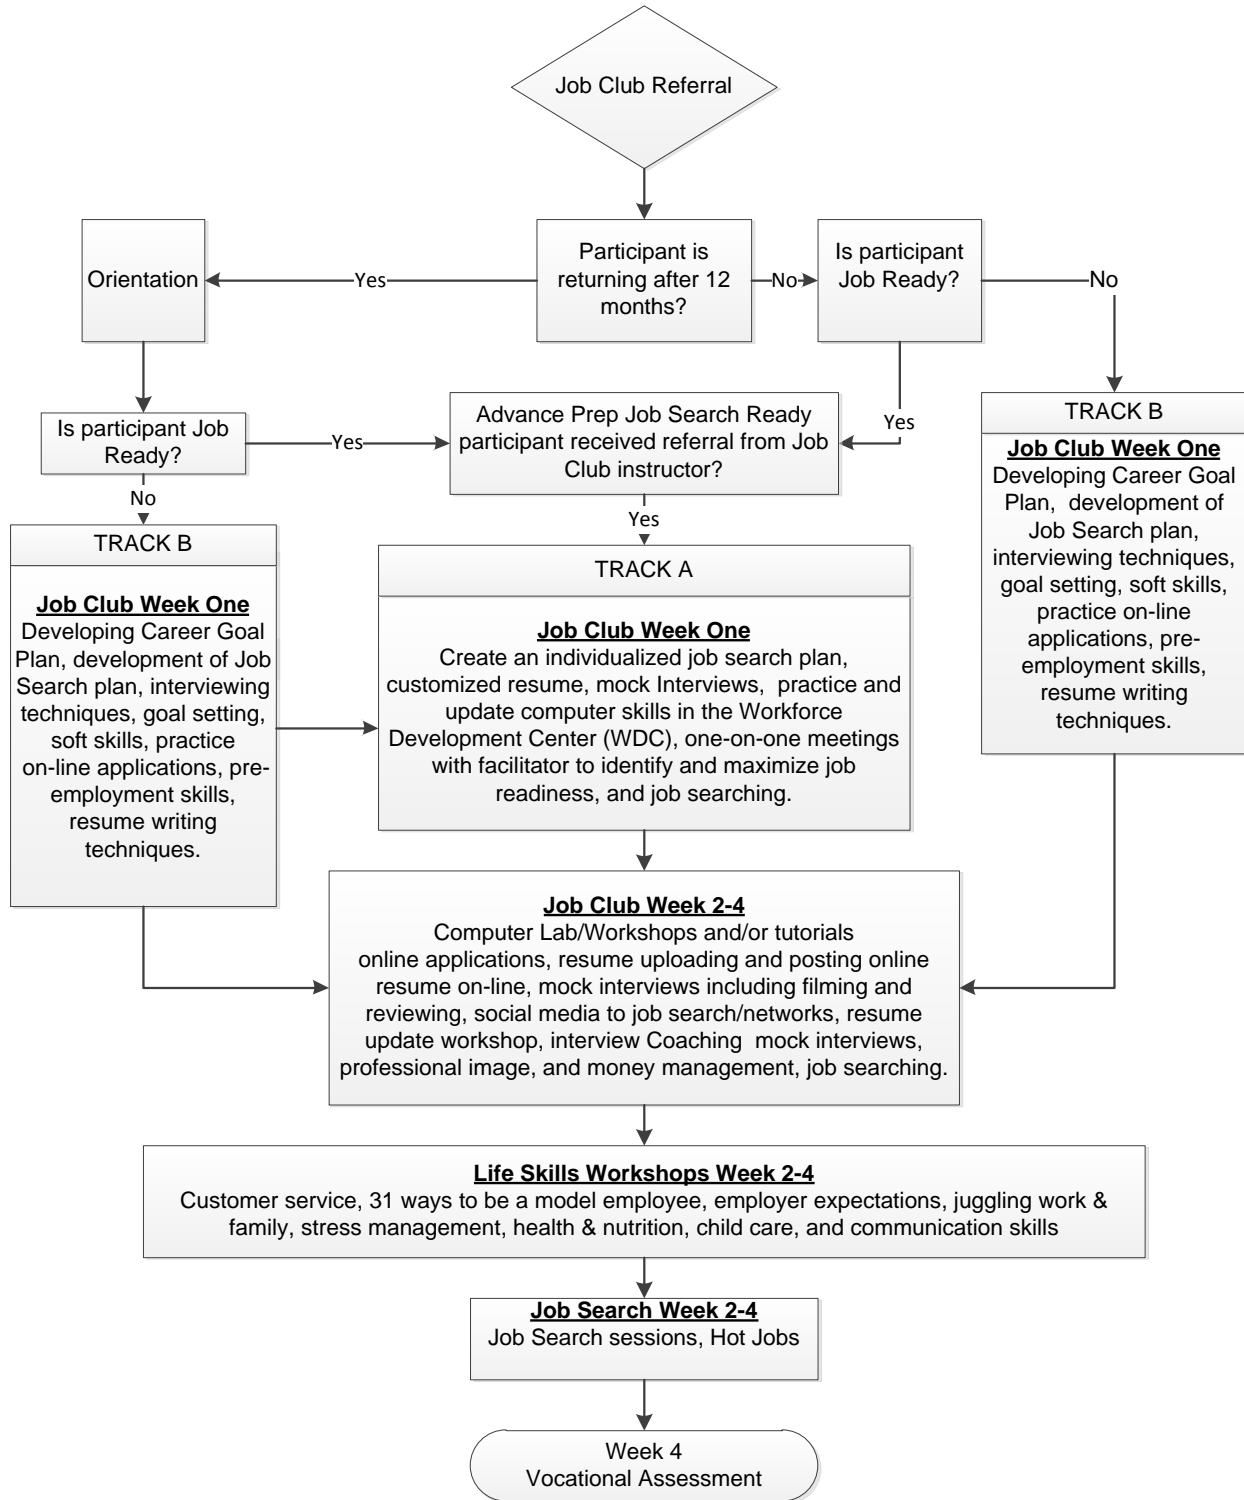 Job Club Referral
Participant is
returning after 12
months?
Is participant
Job Ready?
Orientation
Yes
No
No
Is participant Job
Ready?
Yes
Advance Prep Job Search Ready
participant received referral from Job
Club instructor?
Yes
No
Yes
TRACK B
Job Club Week One
Developing Career Goal
Plan, development of
Job Search plan,
interviewing techniques,
goal setting, soft skills,
practice on-line
applications, pre-
employment skills,
resume writing
techniques.
TRACK B
Job Club Week One
Developing Career Goal
Plan, development of Job
Search plan, interviewing
techniques, goal setting,
soft skills, practice
on-line applications, pre-
employment skills,
resume writing
techniques.
TRACK A
Job Club Week One
Create an individualized job search plan,
customized resume, mock Interviews, practice and
update computer skills in the Workforce
Development Center (WDC), one-on-one meetings
with facilitator to identify and maximize job
readiness, and job searching.
Job Club Week 2-4
Computer Lab/Workshops and/or tutorials
online applications, resume uploading and posting online
resume on-line, mock interviews including filming and
reviewing, social media to job search/networks, resume
update workshop, interview Coaching mock interviews,
professional image, and money management, job searching.
Life Skills Workshops Week 2-4
Customer service, 31 ways to be a model employee, employer expectations, juggling work &
family, stress management, health & nutrition, child care, and communication skills
Job Search Week 2-4
Job Search sessions, Hot Jobs
Week 4
Vocational Assessment